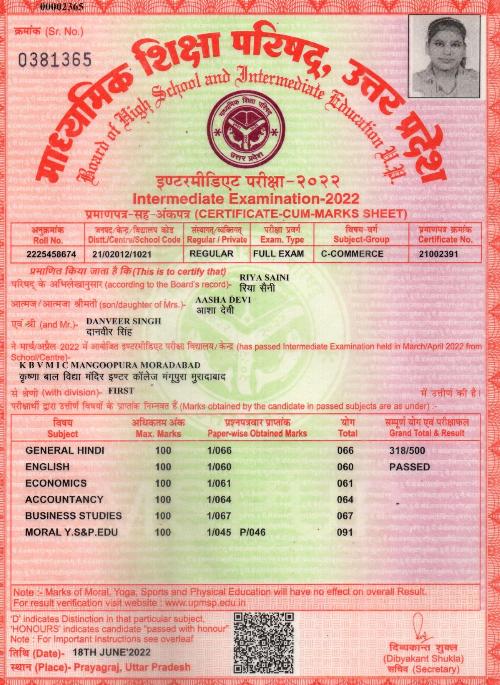 00002365
क्रमांक (Sr. No.)
0381365
माध्यमिक शिक्षा परिषद्, उत्तर प्रदेश
Board of High School and Intermediate Education U.P.
माध्यमिक शिक्षा परिषद्
उत्तर प्रदेश
इण्टरमीडिएट परीक्षा-२०२२
Intermediate Examination-2022
प्रमाणपत्र-सह-अंकपत्र (CERTIFICATE-CUM-MARKS SHEET)
अनुक्रमांक जनपद/केन्द्र/विद्यालय कोड संस्थागत/व्यक्तिगत परीक्षा प्रवर्ग विषय-वर्ग प्रमाणपत्र क्रमांक
Roll No. Distt./Centre/School Code Regular / Private Exam. Type Subject-Group Certificate No.
2225458674 21/02012/1021 REGULAR FULL EXAM C-COMMERCE 21002391
प्रमाणित किया जाता है कि (This is to certify that)
RIYA SAINI
परिषद् के अभिलेखानुसार (according to the Board's record)- रिया सैनी
AASHA DEVI
आत्मज/आत्मजा श्रीमती (son/daughter of Mrs.)- आशा देवी
DANVEER SINGH
एवं श्री (and Mr.)- दानवीर सिंह
ने मार्च/अप्रैल 2022 में आयोजित इण्टरमीडिएट परीक्षा विद्यालय/केन्द्र (has passed Intermediate Examination held in March/April 2022 from
School/Centre)-
K B V M I C MANGOOPURA MORADABAD
कृष्णा बाल विद्या मंदिर इण्टर कॉलेज मंगूपुरा मुरादाबाद
से श्रेणी (with division)- FIRST में उत्तीर्ण की है।
परीक्षार्थी द्वारा उत्तीर्ण विषयों के प्राप्तांक निम्नवत हैं (Marks obtained by the candidate in passed subjects are as under) :-
विषय अधिकतम अंक प्रश्नपत्रवार प्राप्तांक योग सम्पूर्ण योग एवं परीक्षाफल
Subject Max. Marks Paper-wise Obtained Marks Total Grand Total & Result
GENERAL HINDI 100 1/066 066 318/500
ENGLISH 100 1/060 060 PASSED
ECONOMICS 100 1/061 061
ACCOUNTANCY 100 1/064 064
BUSINESS STUDIES 100 1/067 067
MORAL Y.S&P.EDU 100 1/045 P/046 091
Note :- Marks of Moral, Yoga, Sports and Physical Education will have no effect on overall Result.
For result verification visit website : www.upmsp.edu.in
'D' indicates Distinction in that particular subject,
'HONOURS' indicates candidate "passed with honour"
Note : For Important instructions see overleaf
तिथि (Date)- 18TH JUNE'2022
स्थान (Place)- Prayagraj, Uttar Pradesh
दिव्यकान्त शुक्ल
(Dibyakant Shukla)
सचिव (Secretary)